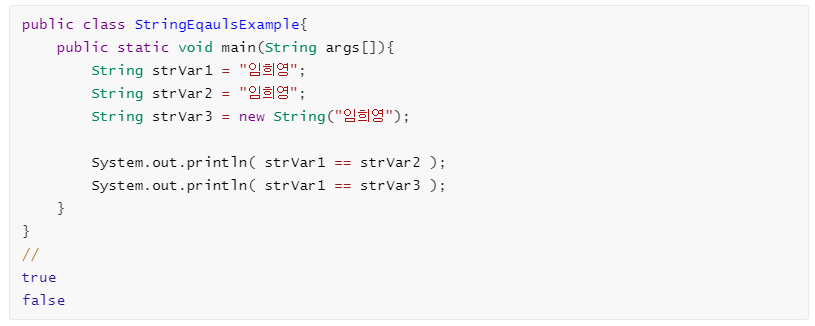 public class StringEqaulsExample{
public static void main(String args[]){
String strVar1 = "임희영";
String strVar2 = "임희영";
String strVar3 = new String("임희영");
System.out.println( strVar1 == strVar2 );
System.out.println( strVar1 == strVar3 );
}
}
//
true
false